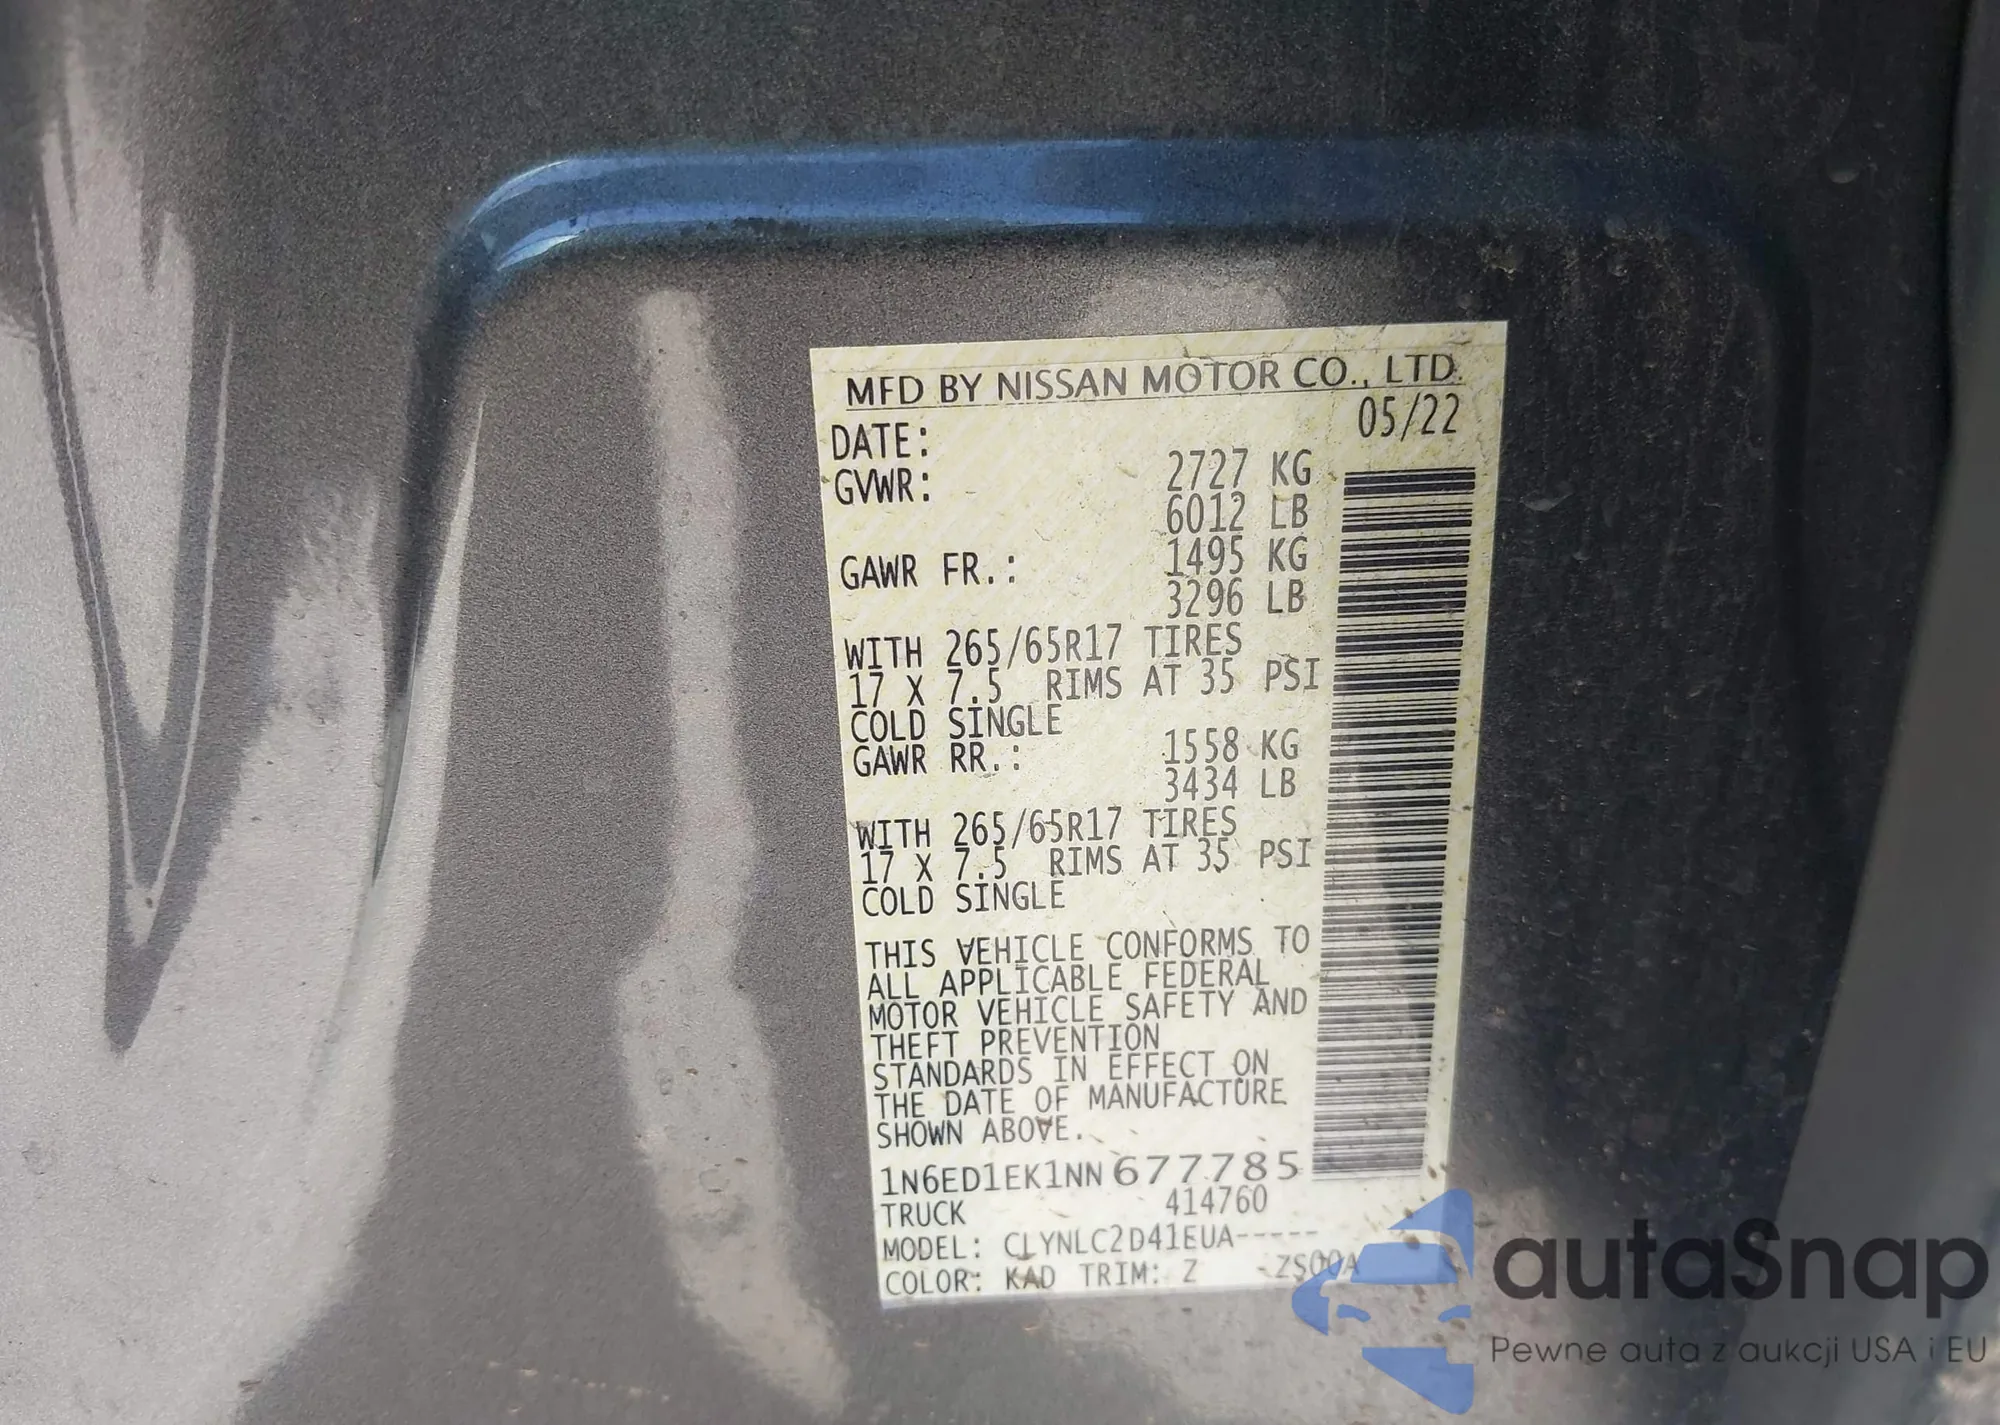 MFD BY NISSAN MOTOR CO., LTD.
DATE: 05/22
GVWR: 2727 KG
6012 LB
GAWR FR.: 1495 KG
3296 LB
WITH 265/65R17 TIRES
17 X 7.5 RIMS AT 35 PSI
COLD SINGLE
GAWR RR.: 1558 KG
3434 LB
WITH 265/65R17 TIRES
17 X 7.5 RIMS AT 35 PSI
COLD SINGLE
THIS VEHICLE CONFORMS TO
ALL APPLICABLE FEDERAL
MOTOR VEHICLE SAFETY AND
THEFT PREVENTION
STANDARDS IN EFFECT ON
THE DATE OF MANUFACTURE
SHOWN ABOVE.
1N6ED1EK1NN677785
TRUCK 414760
MODEL: CLYNLC2D41EUA-----
COLOR: KAD TRIM: Z -ZS00A
autaSnap
Pewne auta z aukcji USA i EU